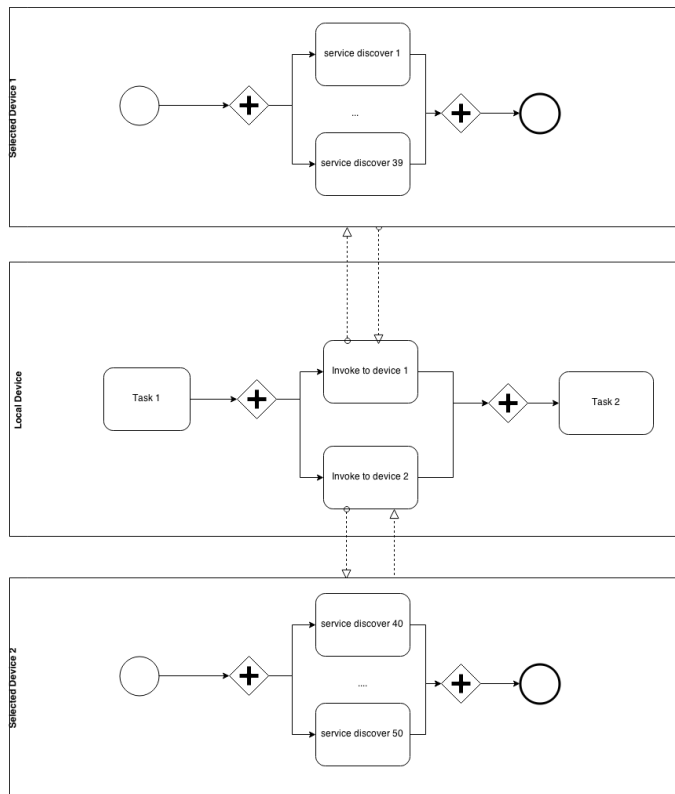 Selected Device 1
service discover 1
...
service discover 39
Local Device
Task 1
Invoke to device 1
Invoke to device 2
Task 2
Selected Device 2
service discover 40
....
service discover 50